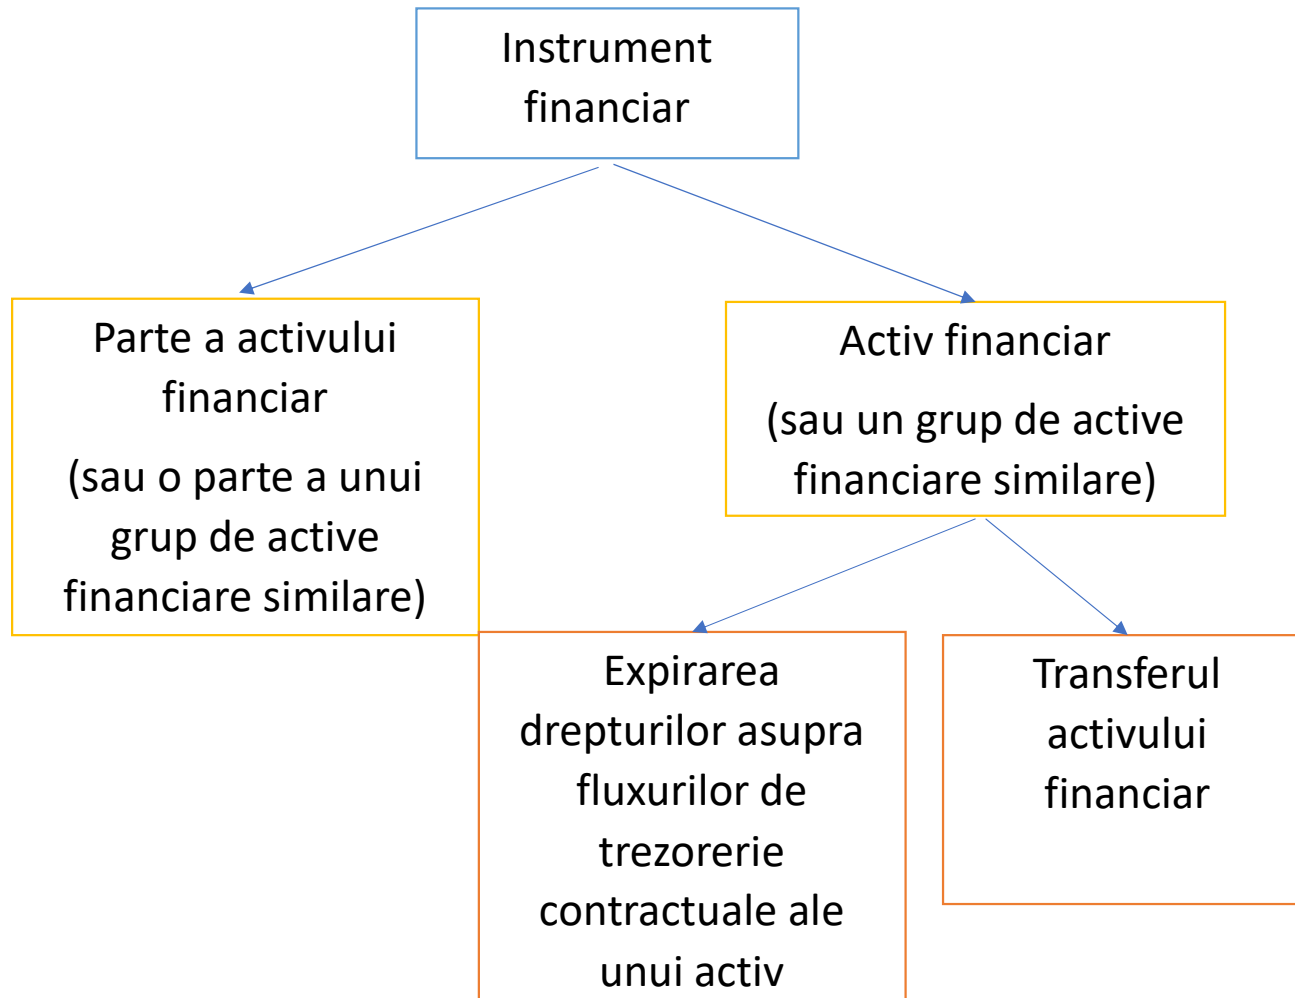 Instrument
financiar
Parte a activului
financiar
(sau o parte a unui
grup de active
financiare similare)
Activ financiar
(sau un grup de active
financiare similare)
Expirarea
drepturilor asupra
fluxurilor de
trezorerie
contractuale ale
unui activ
Transferul
activului
financiar